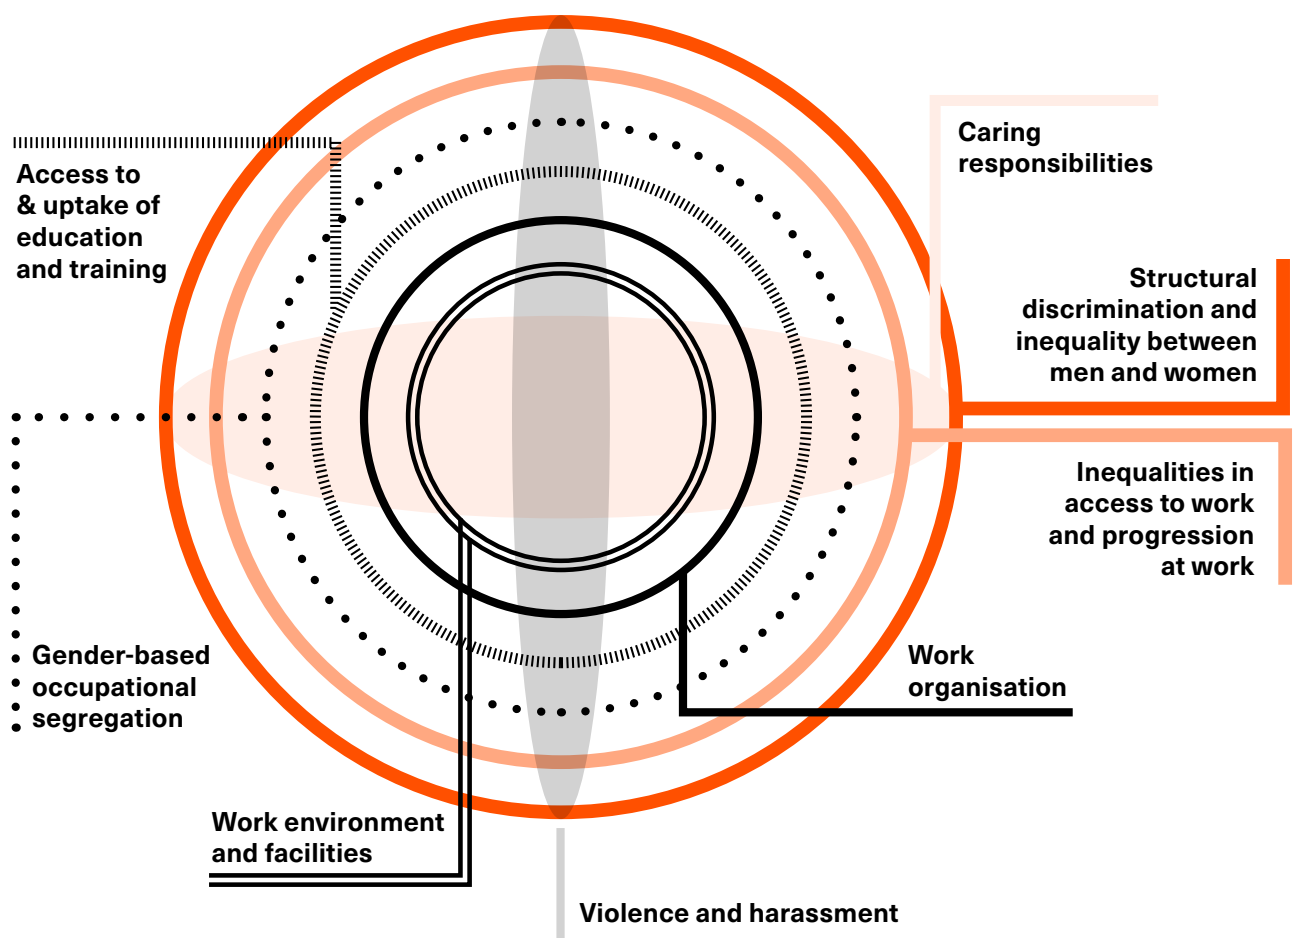 Caring
responsibilities
Access to
& uptake of
education
and training
Structural
discrimination and
inequality between
men and women
Inequalities in
access to work
and progression
at work
Gender-based
occupational
segregation
Work
organisation
Work environment
and facilities
Violence and harassment